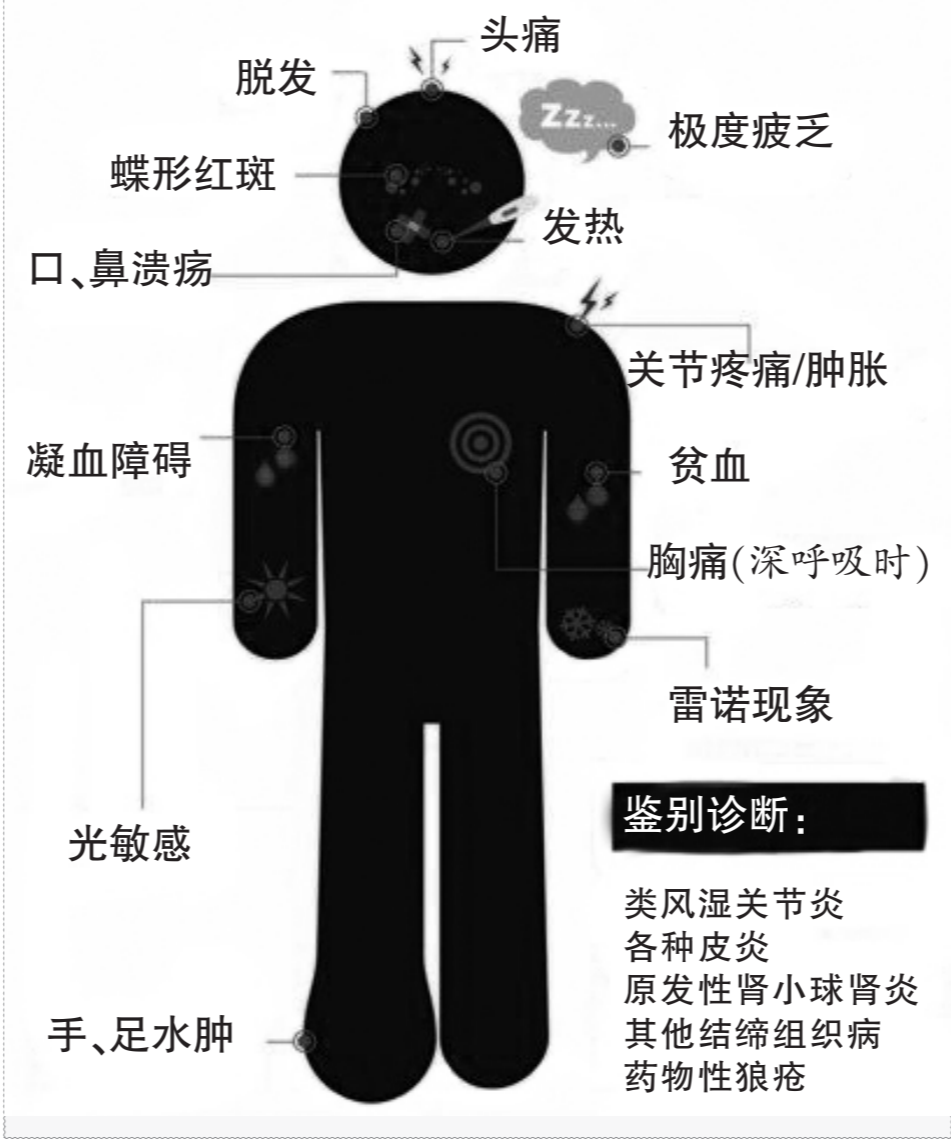 头痛
脱发
Zzz...
极度疲乏
蝶形红斑
发热
口、鼻溃疡
关节疼痛/肿胀
凝血障碍
贫血
胸痛(深呼吸时)
雷诺现象
光敏感
手、足水肿
鉴别诊断：
类风湿关节炎
各种皮炎
原发性肾小球肾炎
其他结缔组织病
药物性狼疮